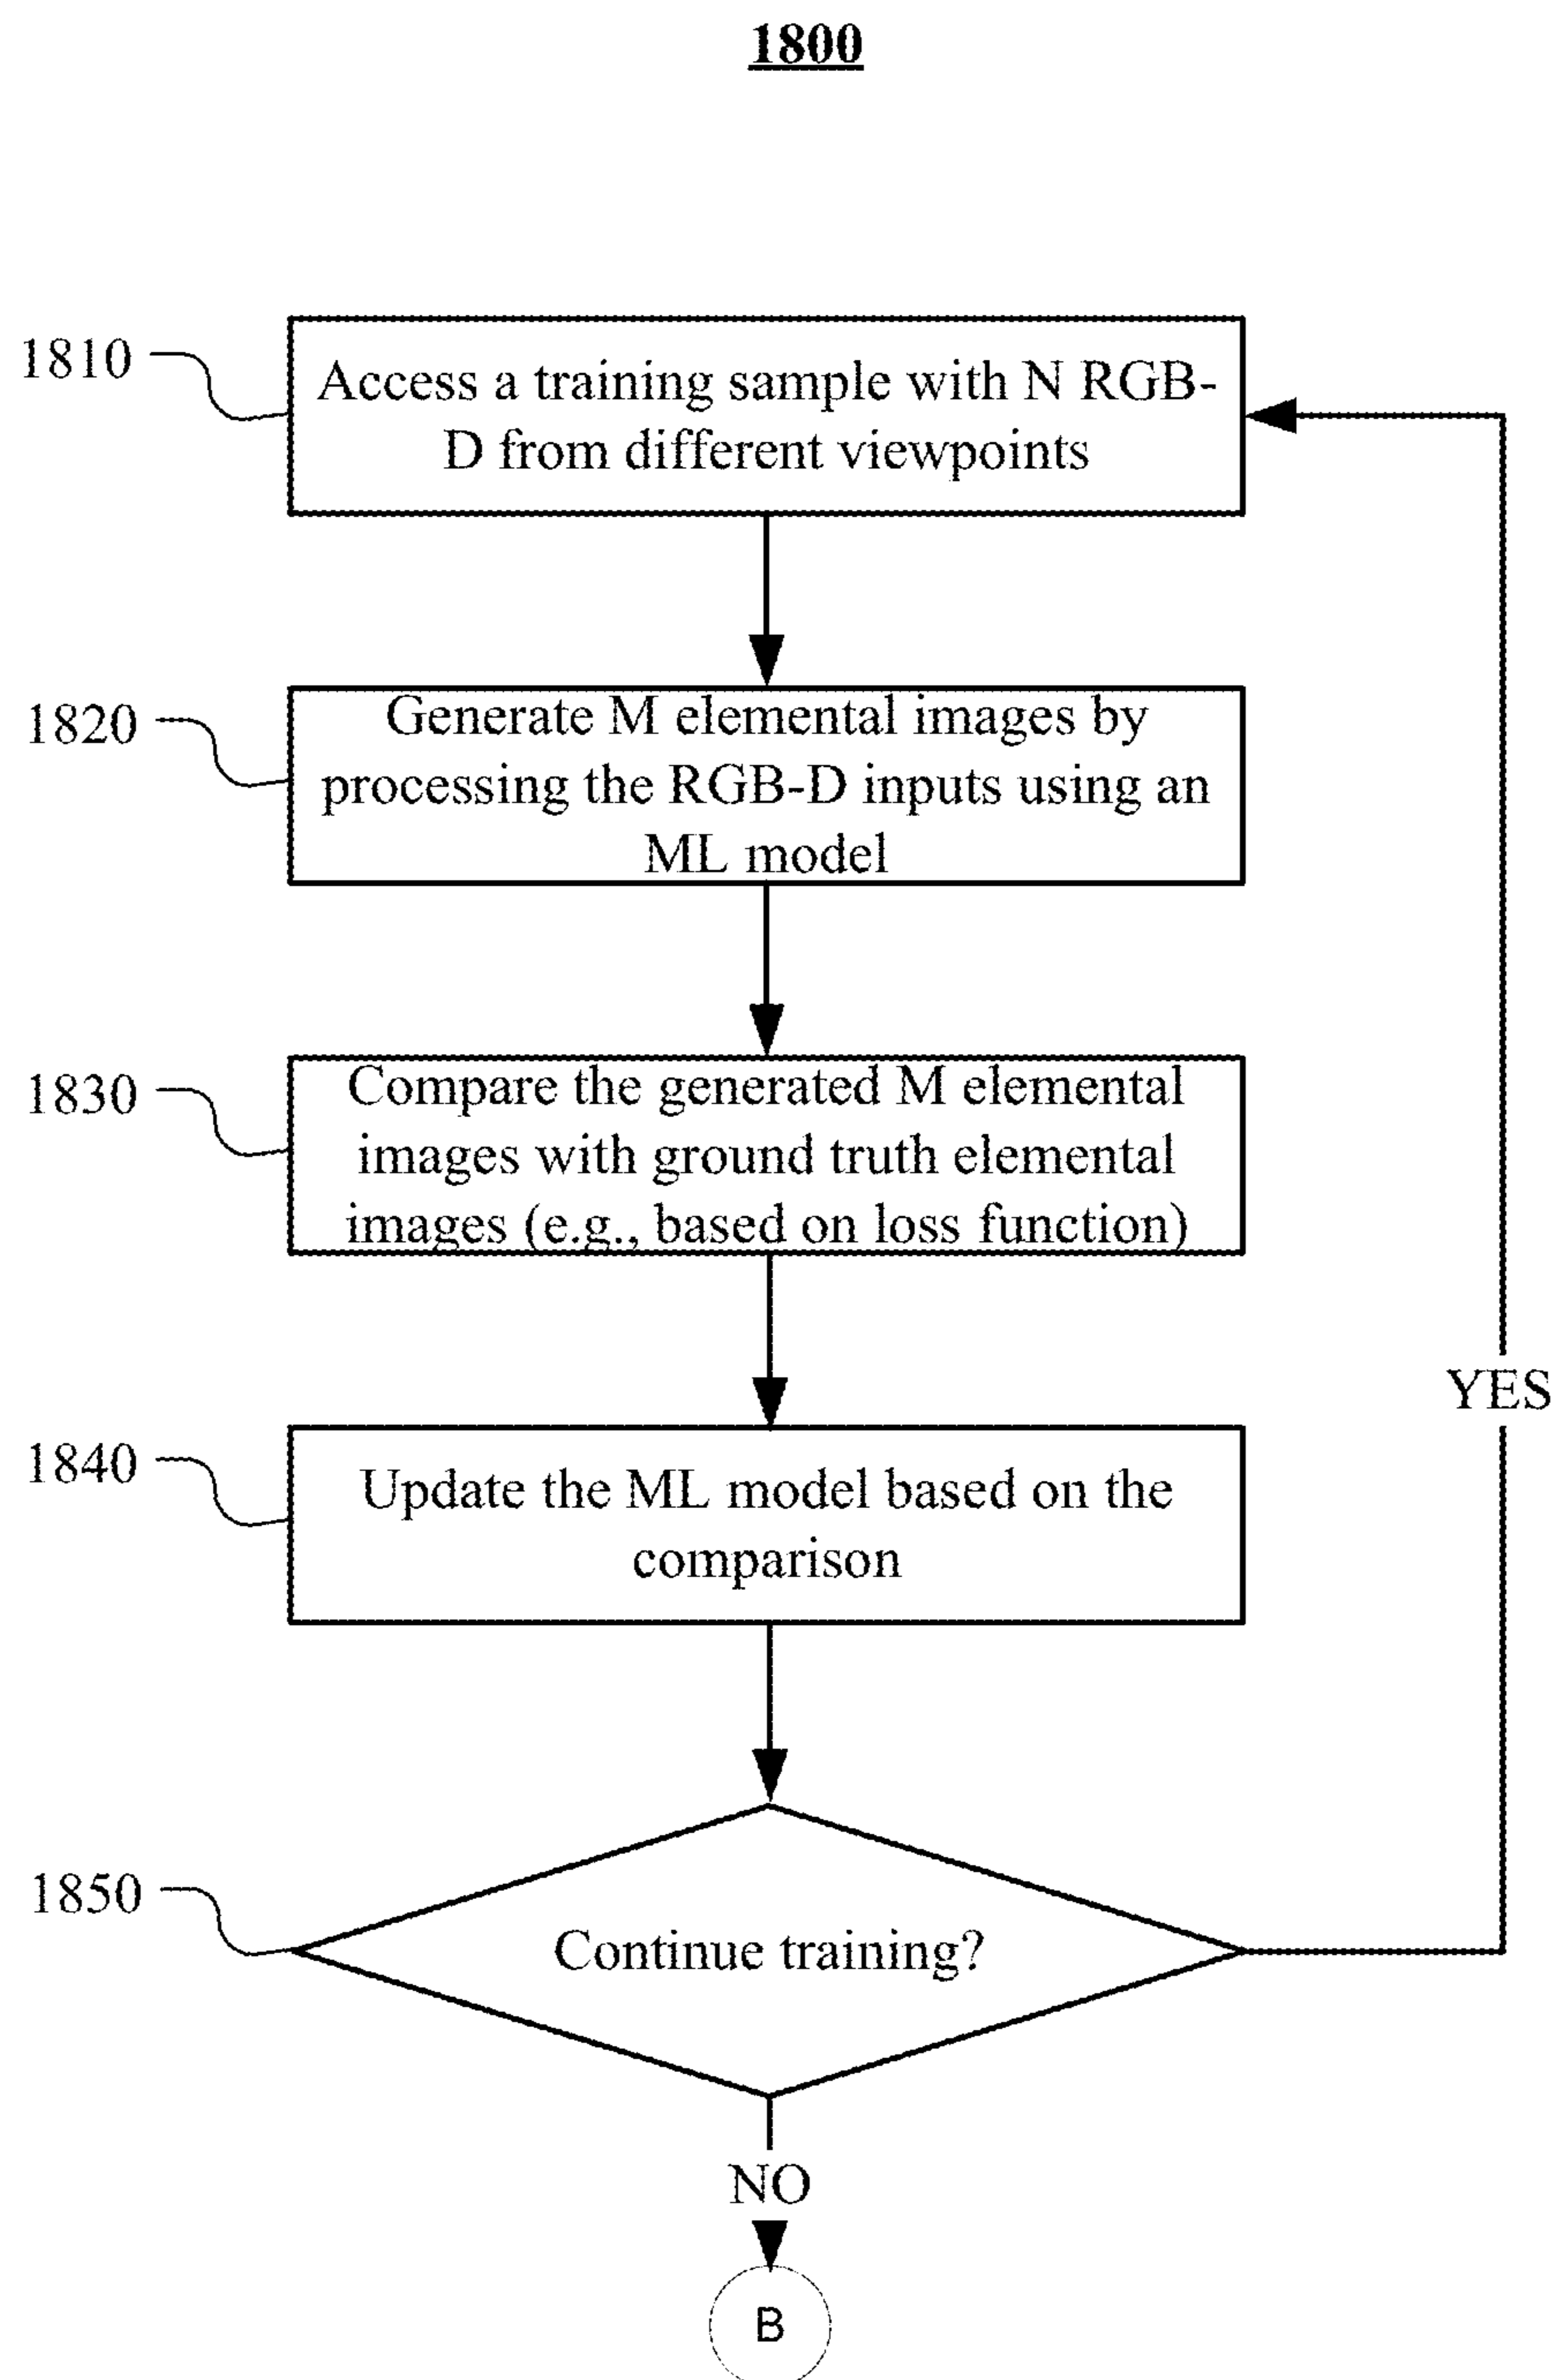 1800
1810
Access a training sample with N RGB-
D from different viewpoints
1820
Generate M elemental images by
processing the RGB-D inputs using an
ML model
1830
Compare the generated M elemental
images with ground truth elemental
images (e.g., based on loss function)
YES
1840
Update the ML model based on the
comparison
1850
Continue training?
NO
B